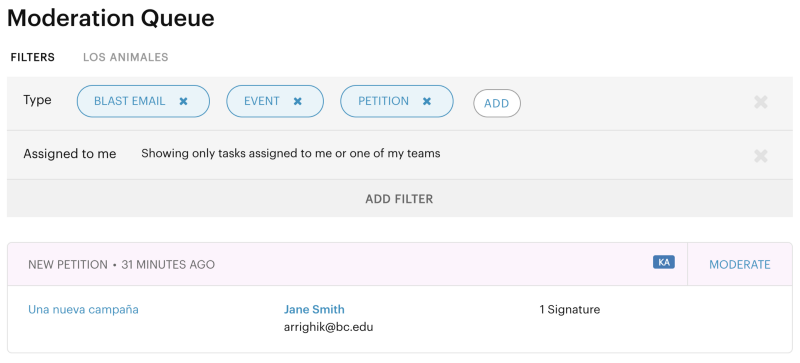 Moderation Queue
FILTERS LOS ANIMALES
Type BLAST EMAIL × EVENT × PETITION × ADD ×
Assigned to me Showing only tasks assigned to me or one of my teams ×
ADD FILTER
NEW PETITION • 31 MINUTES AGO KA MODERATE
Una nueva campaña Jane Smith 1 Signature
arrighik@bc.edu